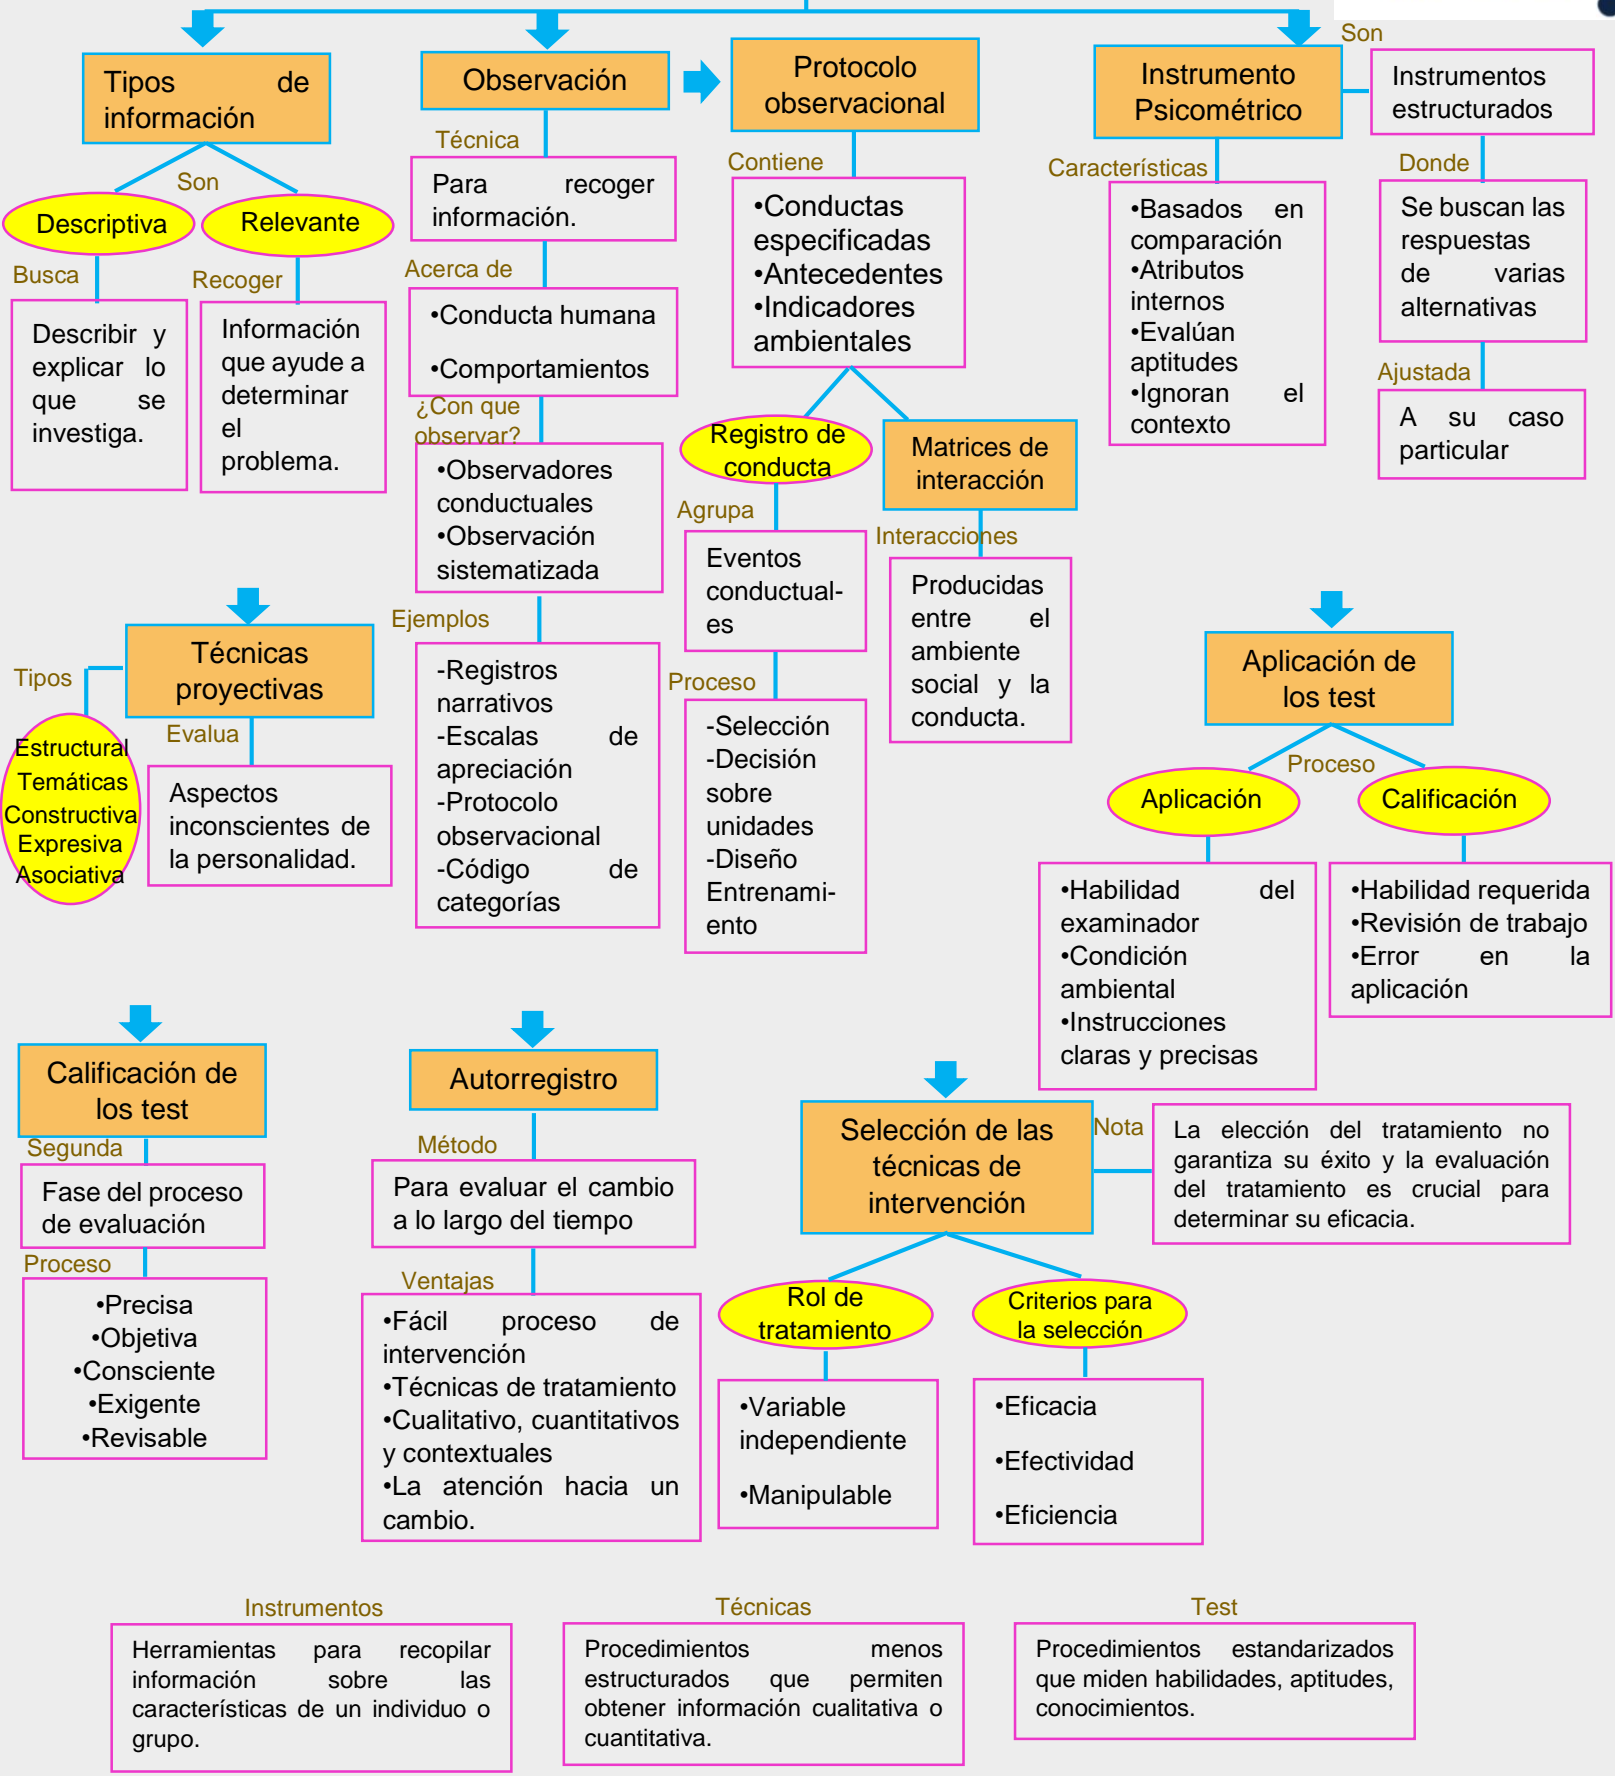 Tipos de
información
Son
Descriptiva
Relevante
Busca
Recoger
Describir y
explicar lo
que se
investiga.
Información
que ayude a
determinar
el
problema.
Observación
Técnica
Para recoger
información.
Acerca de
•Conducta humana
•Comportamientos
¿Con que
observar?
•Observadores
conductuales
•Observación
sistematizada
Ejemplos
-Registros
narrativos
-Escalas de
apreciación
-Protocolo
observacional
-Código de
categorías
Protocolo
observacional
Contiene
•Conductas
especificadas
•Antecedentes
•Indicadores
ambientales
Registro de
conducta
Agrupa
Eventos
conductual-
es
Proceso
-Selección
-Decisión
sobre
unidades
-Diseño
Entrenami-
ento
Matrices de
interacción
Interacciones
Producidas
entre el
ambiente
social y la
conducta.
Instrumento
Psicométrico
Características
•Basados en
comparación
•Atributos
internos
•Evalúan
aptitudes
•Ignoran el
contexto
Son
Instrumentos
estructurados
Donde
Se buscan las
respuestas
de varias
alternativas
Ajustada
A su caso
particular
Técnicas
proyectivas
Tipos
Estructural
Temáticas
Constructiva
Expresiva
Asociativa
Evalua
Aspectos
inconscientes de
la personalidad.
Aplicación de
los test
Proceso
Aplicación
Calificación
•Habilidad del
examinador
•Condición
ambiental
•Instrucciones
claras y precisas
•Habilidad requerida
•Revisión de trabajo
•Error en la
aplicación
Calificación de
los test
Segunda
Fase del proceso
de evaluación
Proceso
•Precisa
•Objetiva
•Consciente
•Exigente
•Revisable
Autorregistro
Método
Para evaluar el cambio
a lo largo del tiempo
Ventajas
•Fácil proceso de
intervención
•Técnicas de tratamiento
•Cualitativo, cuantitativos
y contextuales
•La atención hacia un
cambio.
Selección de las
técnicas de
intervención
Nota
La elección del tratamiento no
garantiza su éxito y la evaluación
del tratamiento es crucial para
determinar su eficacia.
Rol de
tratamiento
•Variable
independiente
•Manipulable
Criterios para
la selección
•Eficacia
•Efectividad
•Eficiencia
Instrumentos
Herramientas para recopilar
información sobre las
características de un individuo o
grupo.
Técnicas
Procedimientos menos
estructurados que permiten
obtener información cualitativa o
cuantitativa.
Test
Procedimientos estandarizados
que miden habilidades, aptitudes,
conocimientos.